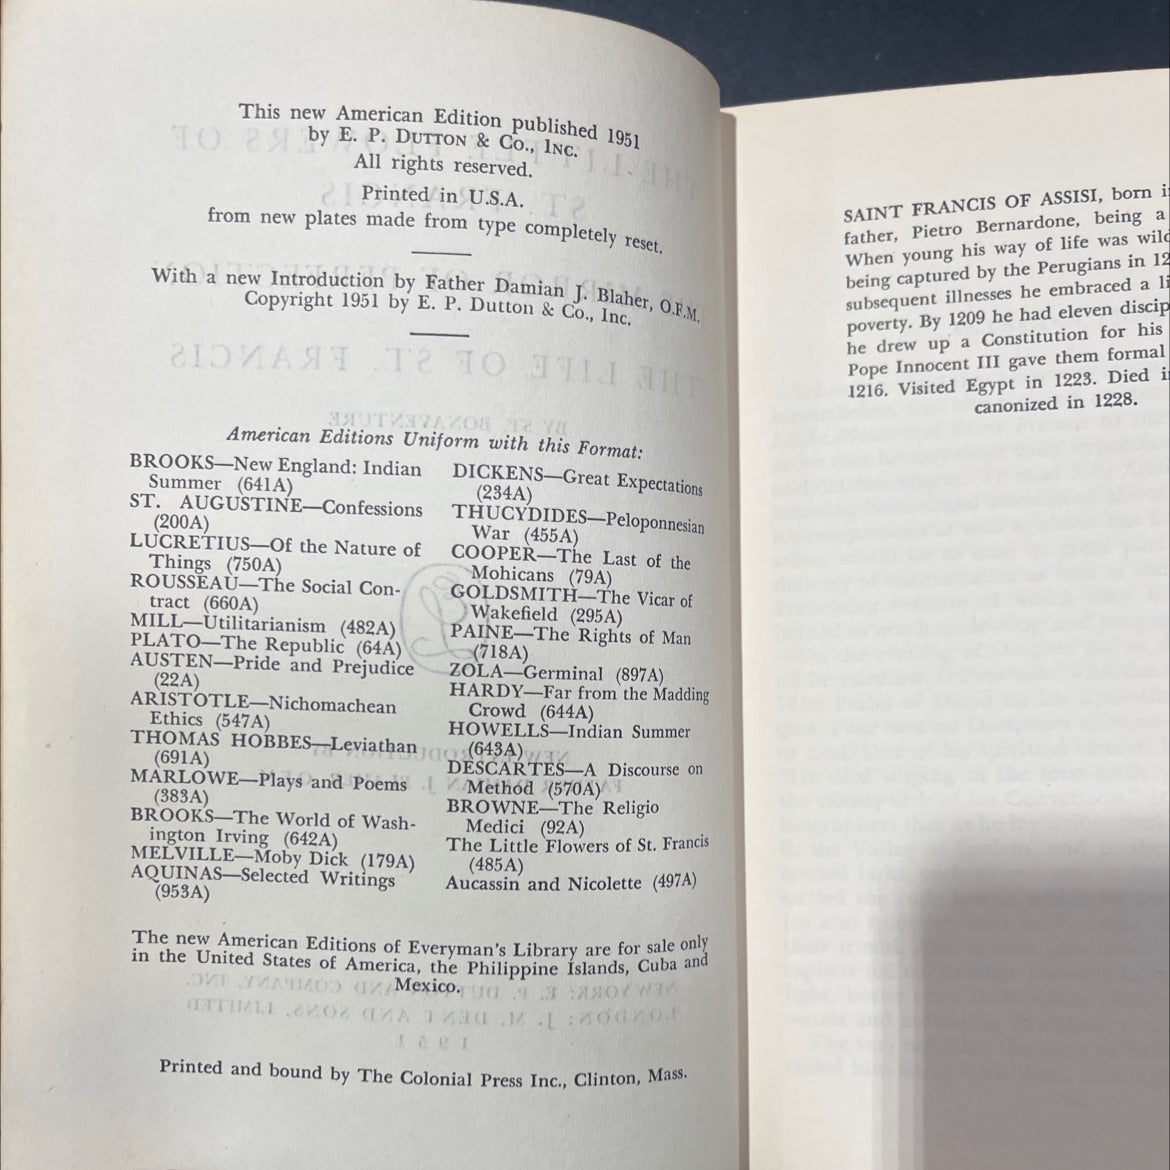 This new American Edition published 1951
by E. P. DUTTON & CO., INC.
All rights reserved.
Printed in U.S.A.
from new plates made from type completely reset.
With a new Introduction by Father Damian J. Blaher, O.F.M.
Copyright 1951 by E. P. Dutton & Co., Inc.
American Editions Uniform with this Format:
BROOKS—New England: Indian
Summer (641A)
ST. AUGUSTINE—Confessions
(200A)
LUCRETIUS—Of the Nature of
Things (750A)
ROUSSEAU—The Social Con-
tract (660A)
MILL—Utilitarianism (482A)
PLATO—The Republic (64A)
AUSTEN—Pride and Prejudice
(22A)
ARISTOTLE—Nichomachean
Ethics (547A)
THOMAS HOBBES—Leviathan
(691A)
MARLOWE—Plays and Poems
(383A)
BROOKS—The World of Wash-
ington Irving (642A)
MELVILLE—Moby Dick (179A)
AQUINAS—Selected Writings
(953A)
DICKENS—Great Expectations
(234A)
THUCYDIDES—Peloponnesian
War (455A)
COOPER—The Last of the
Mohicans (79A)
GOLDSMITH—The Vicar of
Wakefield (295A)
PAINE—The Rights of Man
(718A)
ZOLA—Germinal (897A)
HARDY—Far from the Madding
Crowd (644A)
HOWELLS—Indian Summer
(643A)
DESCARTES—A Discourse on
Method (570A)
BROWNE—The Religio
Medici (92A)
The Little Flowers of St. Francis
(485A)
Aucassin and Nicolette (497A)
The new American Editions of Everyman's Library are for sale only
in the United States of America, the Philippine Islands, Cuba and
Mexico.
Printed and bound by The Colonial Press Inc., Clinton, Mass.
SAINT FRANCIS OF ASSISI, born
father, Pietro Bernardone, being a
When young his way of life was
being captured by the Perugians in
subsequent illnesses he embraced a
poverty. By 1209 he had eleven
he drew up a Constitution for his
Pope Innocent III gave them formal
1216. Visited Egypt in 1223. Died
canonized in 1228.